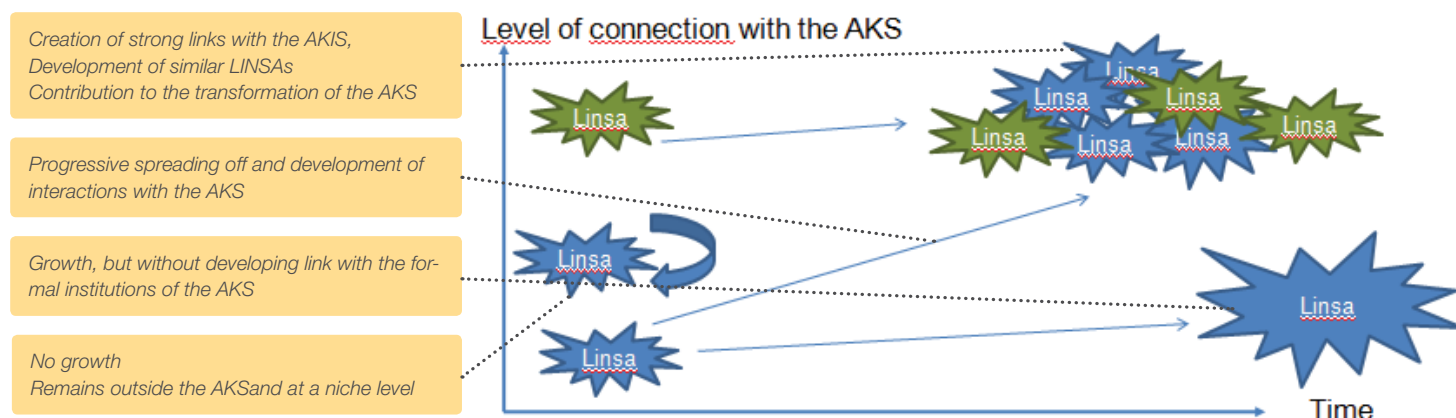 Creation of strong links with the AKIS,
Development of similar LINSAs
Contribution to the transformation of the AKS
Progressive spreading off and development of
interactions with the AKS
Growth, but without developing link with the for-
mal institutions of the AKS
No growth
Remains outside the AKSand at a niche level
Level of connection with the AKS
Linsa
Linsa
Linsa
Linsa
Linsa
Linsa
Linsa
Linsa
Linsa
Linsa
Linsa
Time